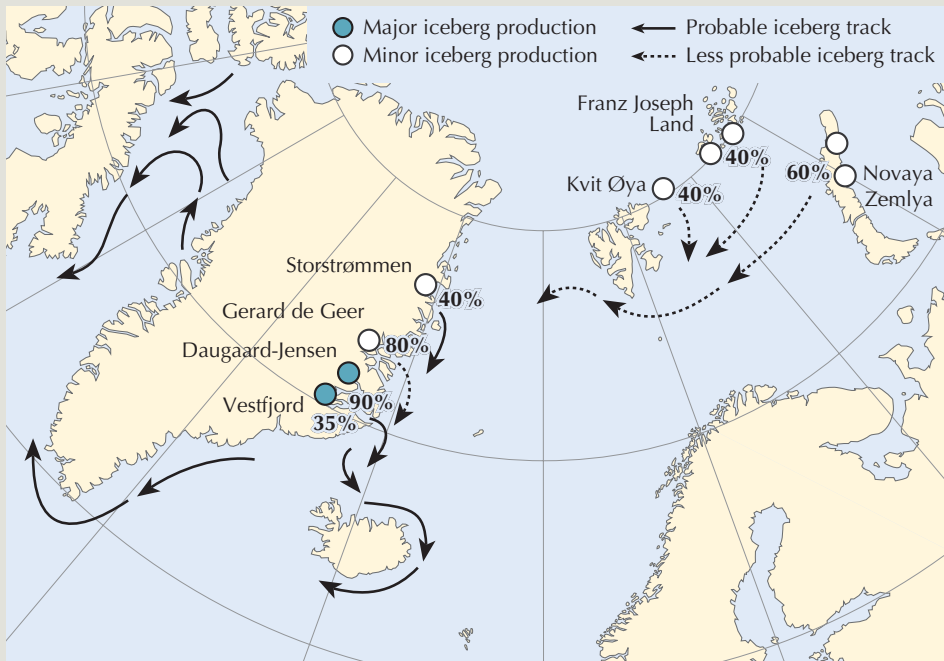 Major iceberg production
Minor iceberg production
Probable iceberg track
Less probable iceberg track
Franz Joseph
Land
40%
Kvit Øya
40%
60%
Novaya
Zemlya
Storstrømmen
40%
Gerard de Geer
80%
Daugaard-Jensen
90%
Vestfjord
35%